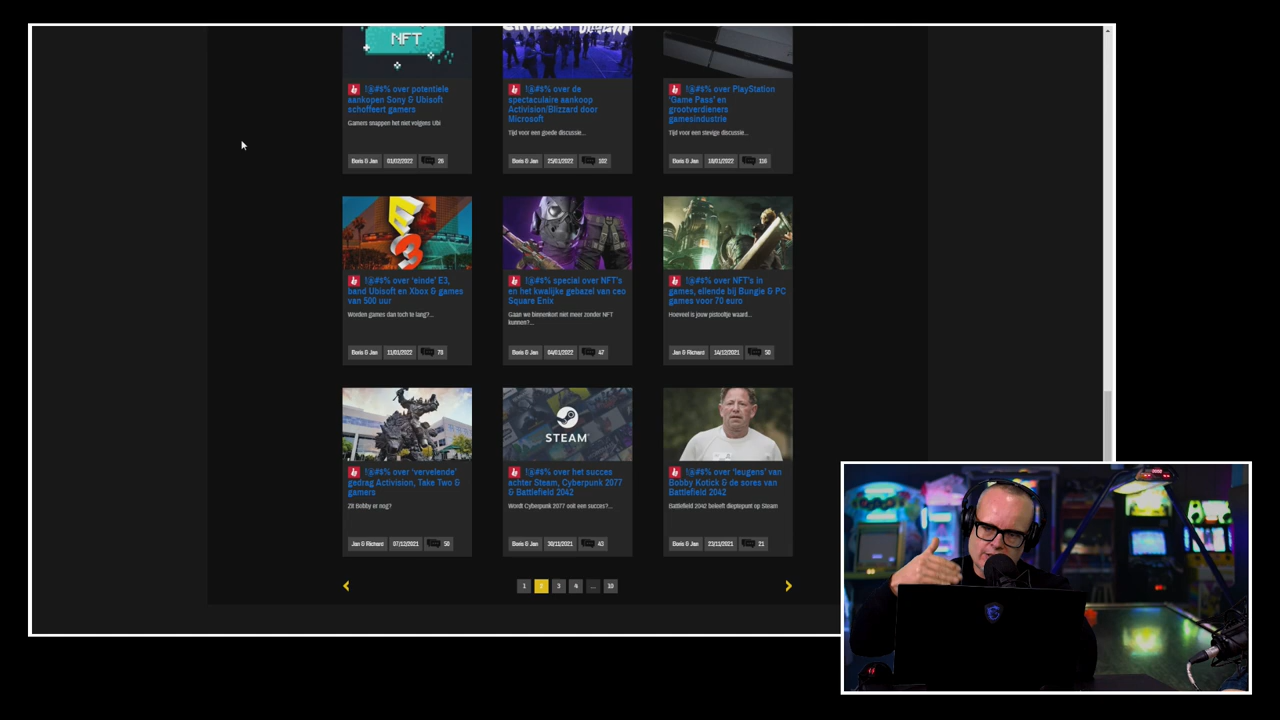 NFT
!@#$% over potentiele
aankopen Sony & Ubisoft
schoffeert gamers
Gamers snappen het niet volgens Ubi
Boris & Jan 01/02/2022 26
!@#$% over de
spectaculaire aankoop
Activision/Blizzard door
Microsoft
Tijd voor een goede discussie...
Boris & Jan 25/01/2022 102
!@#$% over PlayStation
'Game Pass' en
grootverdieners
gamesindustrie
Tijd voor een stevige discussie...
Boris & Jan 18/01/2022 116
E3
!@#$% over 'einde' E3,
band Ubisoft en Xbox & games
van 500 uur
Worden games dan toch te lang?...
Boris & Jan 11/01/2022 78
!@#$% special over NFT's
en het kwalijke gebazel van ceo
Square Enix
Gaan we binnenkort niet meer zonder NFT
kunnen?...
Boris & Jan 04/01/2022 47
!@#$% over NFT's in
games, ellende bij Bungie & PC
games voor 70 euro
Hoeveel is jouw pistooltje waard...
Jan & Richard 14/12/2021 50
!@#$% over 'vervelende'
gedrag Activision, Take Two &
gamers
Zit Bobby er nog?
Jan & Richard 07/12/2021 50
STEAM
!@#$% over het succes
achter Steam, Cyberpunk 2077
& Battlefield 2042
Wordt Cyberpunk 2077 ooit een succes?...
Boris & Jan 30/11/2021 45
!@#$% over 'leugens' van
Bobby Kotick & de sores van
Battlefield 2042
Battlefield 2042 beleeft dieptepunt op Steam
Boris & Jan 23/11/2021 21
1 2 3 4 ... 10